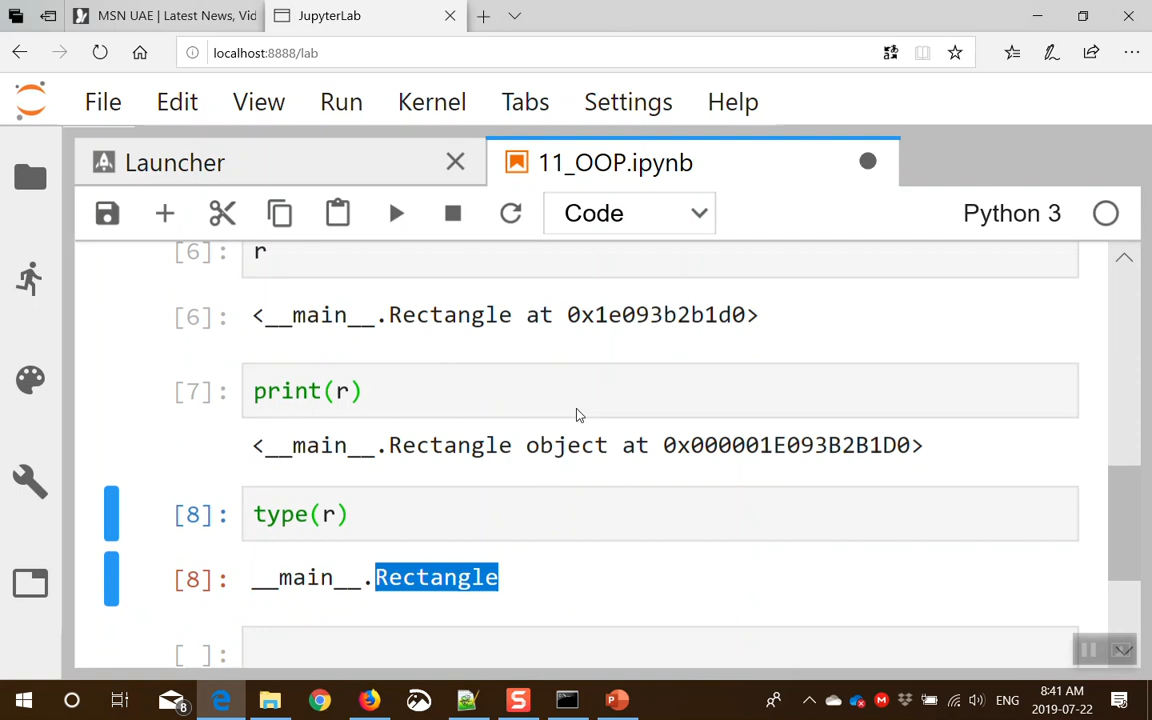 MSN UAE | Latest News, Vid
JupyterLab
localhost:8888/lab
File Edit View Run Kernel Tabs Settings Help
Launcher
11_OOP.ipynb
Code
Python 3
[6]: r
[6]: <__main__.Rectangle at 0x1e093b2b1d0>
[7]: print(r)
<__main__.Rectangle object at 0x000001E093B2B1D0>
[8]: type(r)
[8]: __main__.Rectangle
[ ]:
8
ENG
8:41 AM
2019-07-22